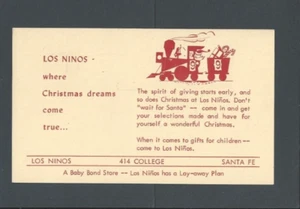 LOS NINOS -
where
Christmas dreams
come
true...
The spirit of giving starts early, and
so does Christmas at Los Niños. Don't
"wait for Santa" -- come in and get
your selections made and have for
yourself a wonderful Christmas.
When it comes to gifts for children --
come to Los Niños.
LOS NINOS 414 COLLEGE SANTA FE
A Baby Bond Store -- Los Niños has a Lay-away Plan